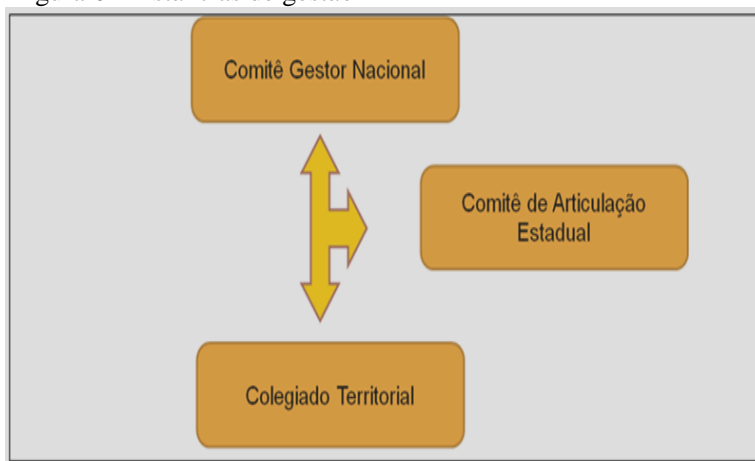 Comitê Gestor Nacional
Comitê de Articulação
Estadual
Colegiado Territorial